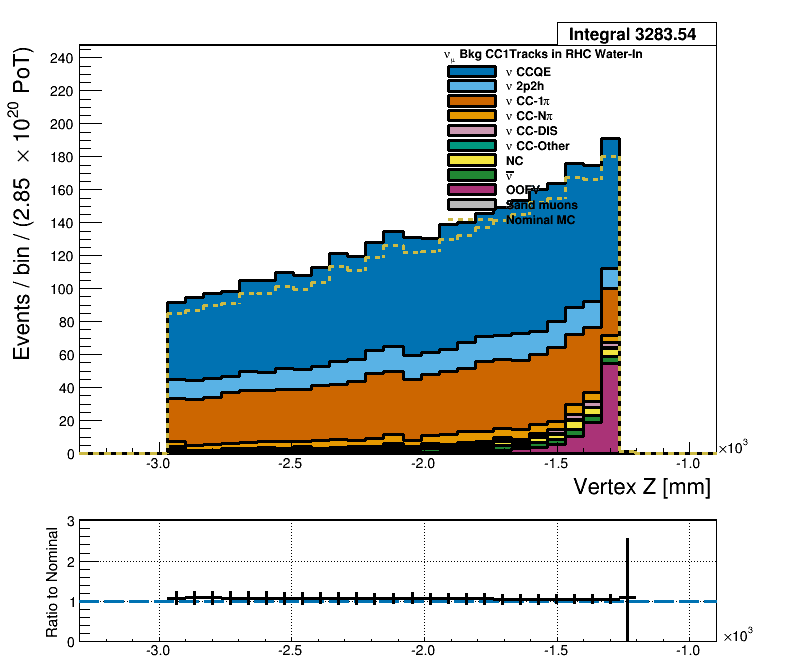 Integral 3283.54
ν_μ Bkg CC1Tracks in RHC Water-In
ν CCQE
ν 2p2h
ν CC-1π
ν CC-Nπ
ν CC-DIS
ν CC-Other
NC
ν̅
OOFV
Sand muons
Nominal MC
Events / bin / (2.85 × 10^20 PoT)
240
220
200
180
160
140
120
100
80
60
40
20
0
-3.0 -2.5 -2.0 -1.5 -1.0
×10^3
Vertex Z [mm]
Ratio to Nominal
3
2
1
0
-3.0 -2.5 -2.0 -1.5 -1.0
×10^3